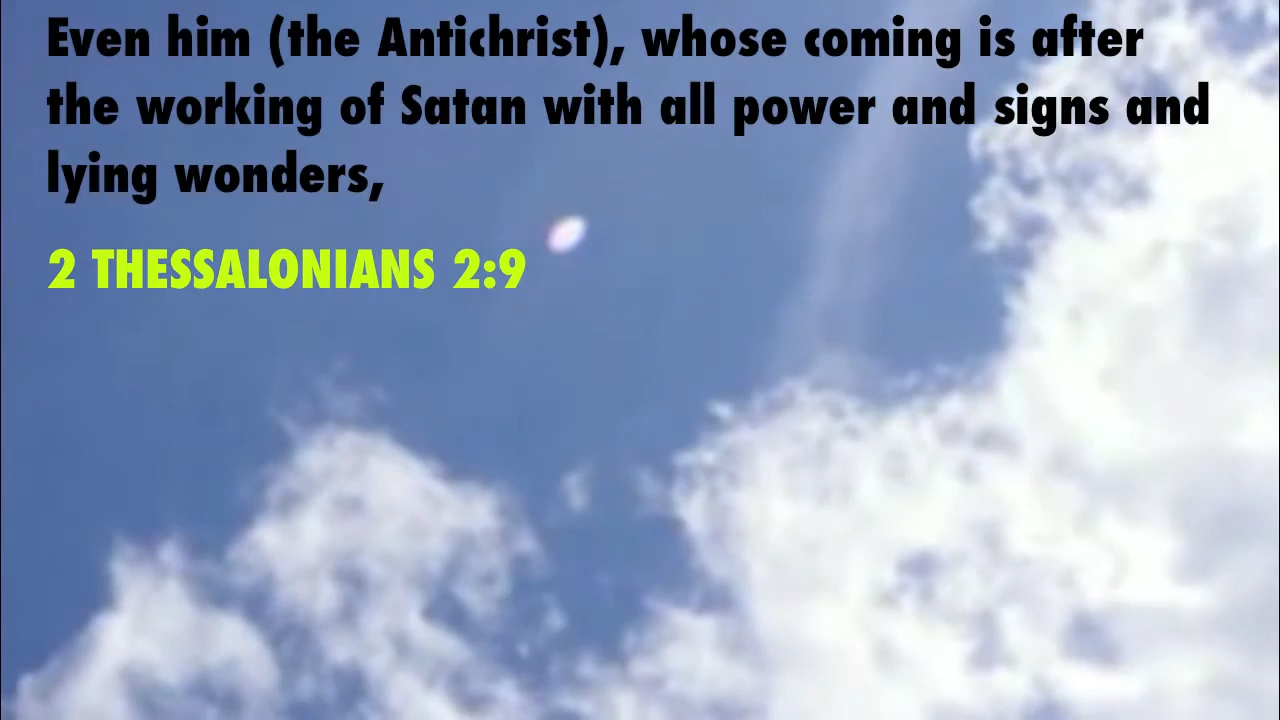 Even him (the Antichrist), whose coming is after
the working of Satan with all power and signs and
lying wonders,
2 THESSALONIANS 2:9